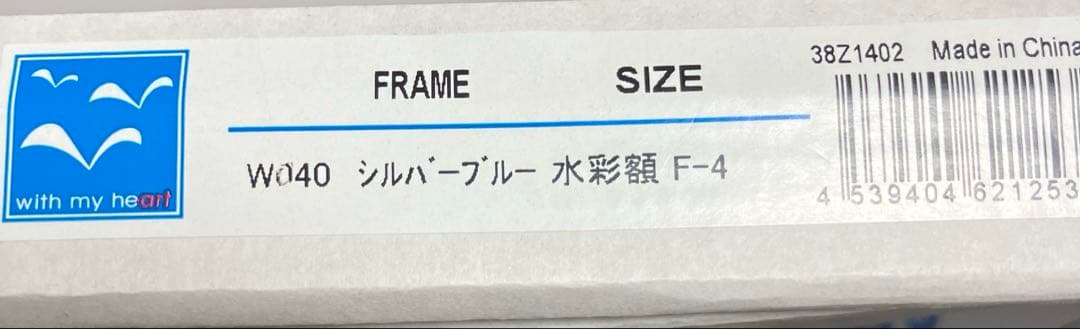 38Z1402 Made in China
FRAME SIZE
W040 シルバーブルー 水彩額 F-4
4 539404 621253
with my heart